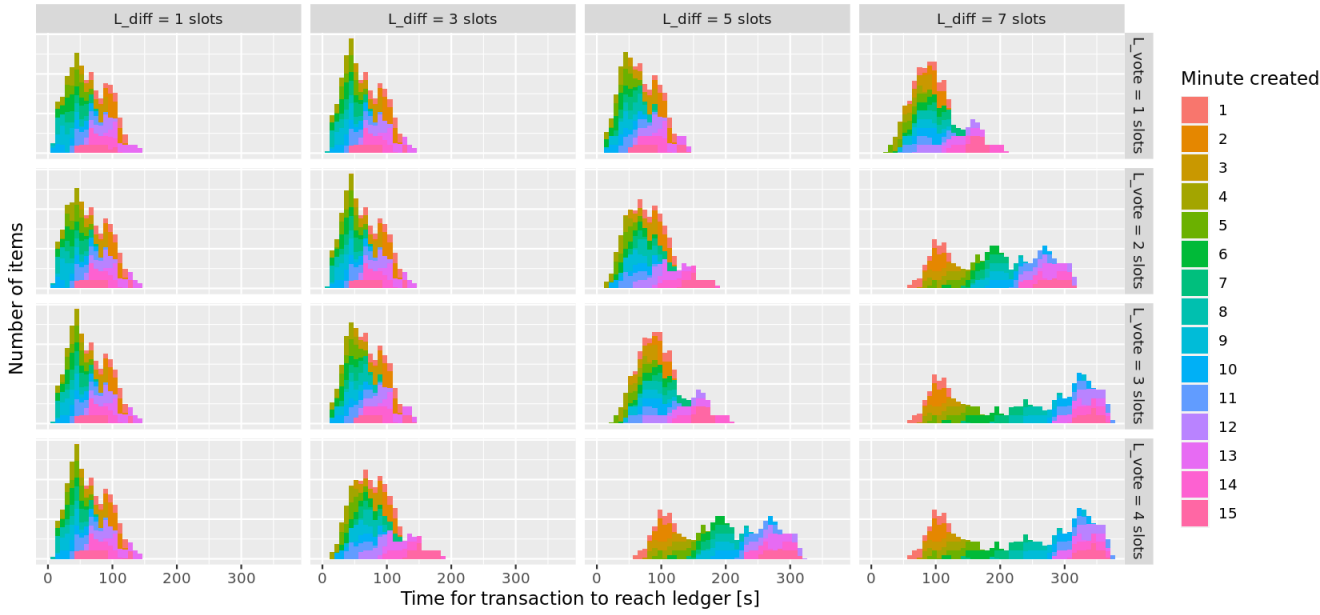 L_diff = 1 slots
L_diff = 3 slots
L_diff = 5 slots
L_diff = 7 slots
L_vote = 1 slots
L_vote = 2 slots
L_vote = 3 slots
L_vote = 4 slots
Number of items
0 100 200 300
0 100 200 300
0 100 200 300
0 100 200 300
Time for transaction to reach ledger [s]
Minute created
1
2
3
4
5
6
7
8
9
10
11
12
13
14
15